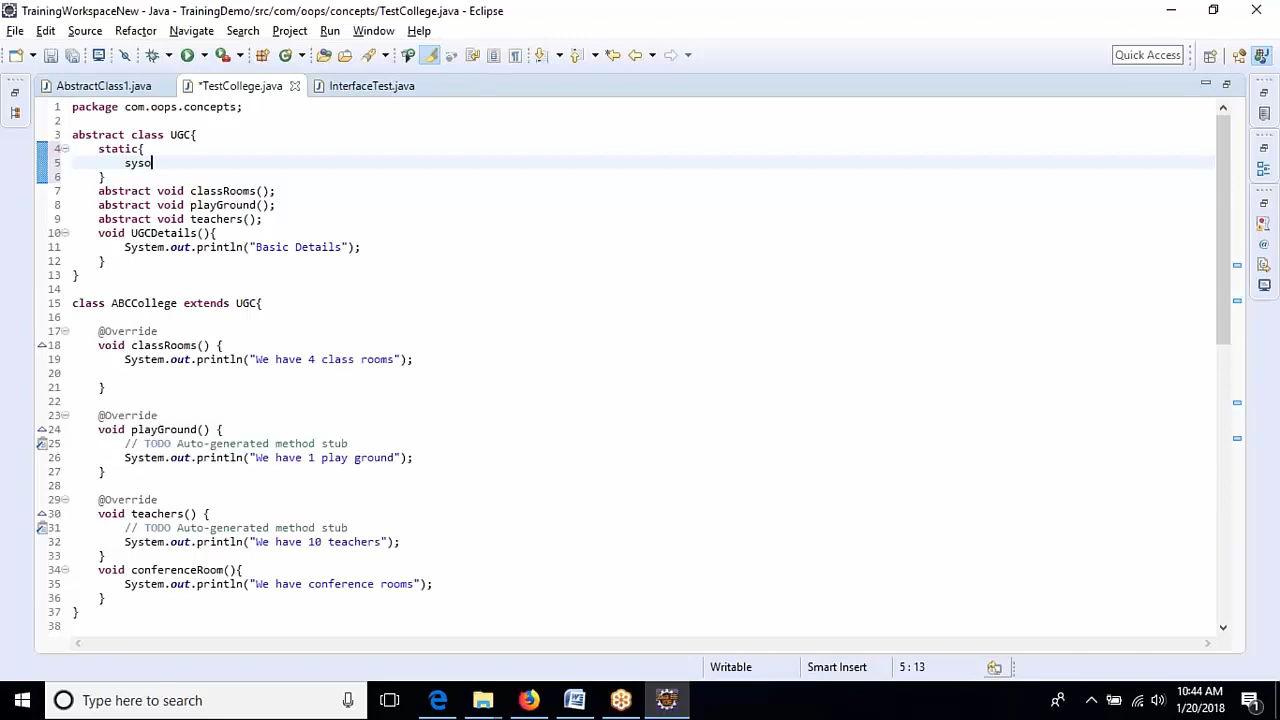 TrainingWorkspaceNew - Java - TrainingDemo/src/com/oops/concepts/TestCollege.java - Eclipse
File Edit Source Refactor Navigate Search Project Run Window Help
Quick Access
AbstractClass1.java *TestCollege.java InterfaceTest.java
1 package com.oops.concepts;
2
3 abstract class UGC{
4 static{
5 syso
6 }
7 abstract void classRooms();
8 abstract void playGround();
9 abstract void teachers();
10 void UGCDetails(){
11 System.out.println("Basic Details");
12 }
13 }
14
15 class ABCCollege extends UGC{
16
17 @Override
18 void classRooms() {
19 System.out.println("We have 4 class rooms");
20
21 }
22
23 @Override
24 void playGround() {
25 // TODO Auto-generated method stub
26 System.out.println("We have 1 play ground");
27 }
28
29 @Override
30 void teachers() {
31 // TODO Auto-generated method stub
32 System.out.println("We have 10 teachers");
33 }
34 void conferenceRoom(){
35 System.out.println("We have conference rooms");
36 }
37 }
38
Writable Smart Insert 5 : 13
Type here to search
10:44 AM
1/20/2018